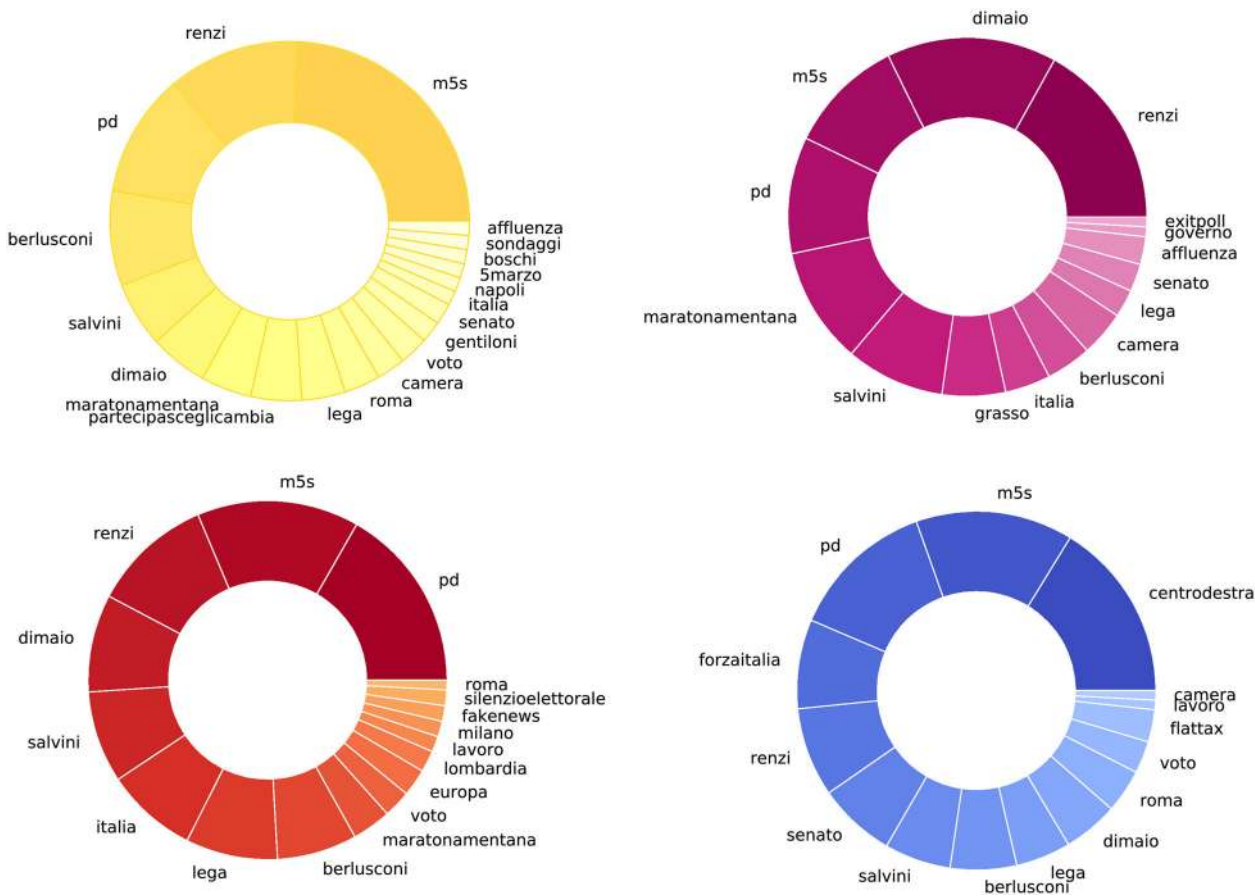 renzi
m5s
pd
berlusconi
salvini
dimaio
maratonamentana
partecipasceglicambia
lega
roma
camera
voto
gentiloni
senato
italia
napoli
5marzo
boschi
sondaggi
affluenza
dimaio
m5s
renzi
pd
maratonamentana
salvini
grasso
italia
berlusconi
camera
lega
senato
affluenza
governo
exitpoll
m5s
renzi
pd
dimaio
salvini
italia
lega
berlusconi
maratonamentana
voto
europa
lombardia
lavoro
milano
fakenews
silenzioelettorale
roma
m5s
pd
centrodestra
forzaitalia
renzi
senato
salvini
berlusconi
lega
dimaio
roma
voto
flattax
lavoro
camera